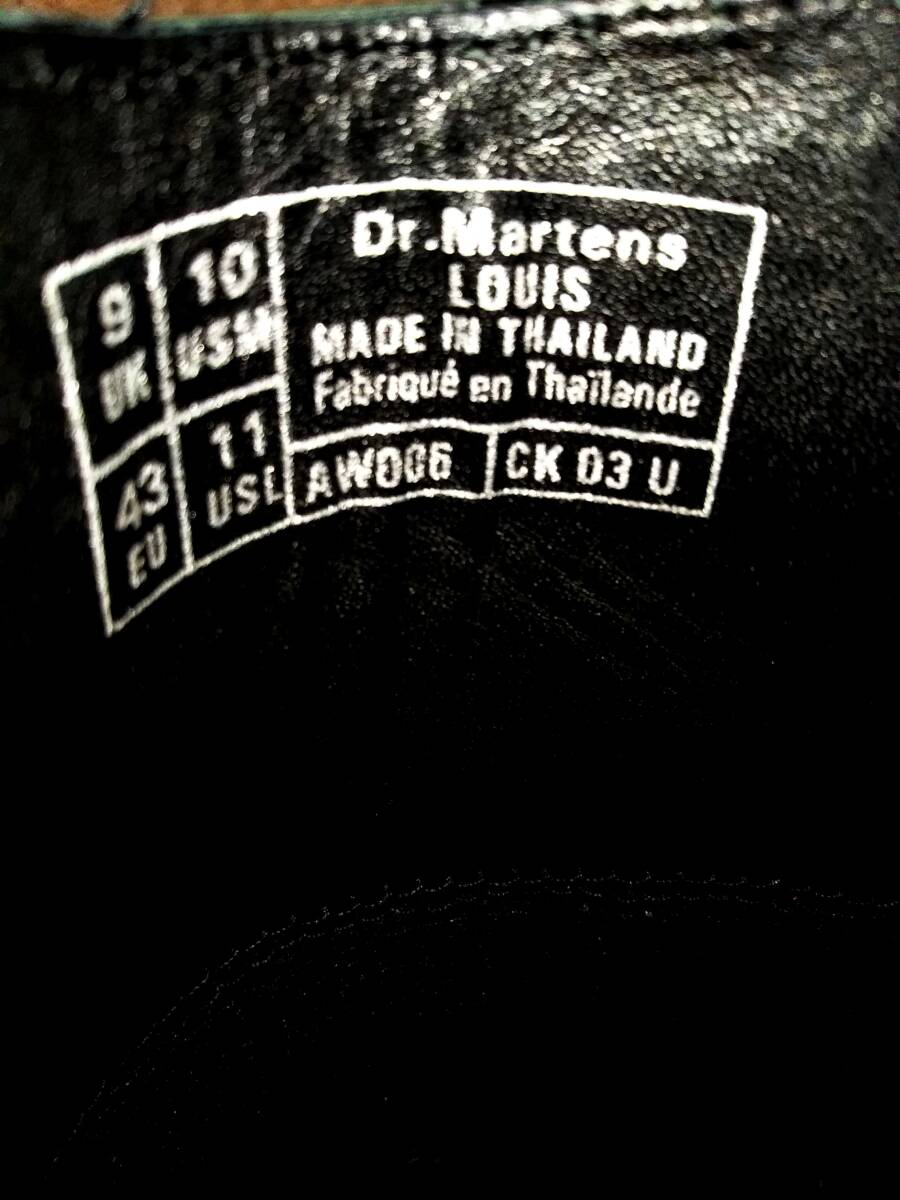 9
UK
10
USM
43
EU
11
USL
Dr.Martens
LOUIS
MADE IN THAILAND
Fabriqué en Thaïlande
AW006
CK 03 U